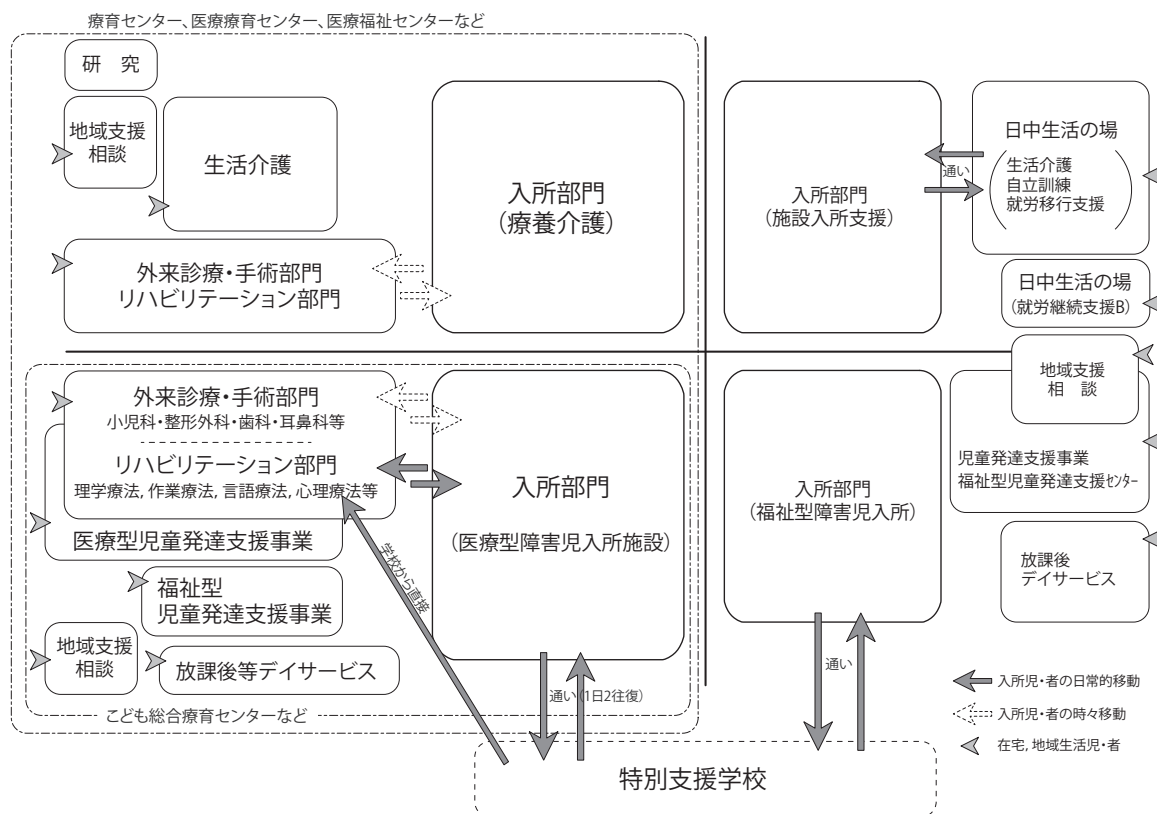 療育センター、医療療育センター、医療福祉センターなど
研　究
地域支援
相談
生活介護
外来診療・手術部門
リハビリテーション部門
入所部門
(療養介護)
入所部門
(施設入所支援)
通い
日中生活の場
生活介護
自立訓練
就労移行支援
日中生活の場
(就労継続支援B)
外来診療・手術部門
小児科・整形外科・歯科・耳鼻科等
リハビリテーション部門
理学療法, 作業療法, 言語療法, 心理療法等
医療型児童発達支援事業
福祉型
児童発達支援事業
地域支援
相談
放課後等デイサービス
こども総合療育センターなど
入所部門
(医療型障害児入所施設)
学校から直接
通い(1日2往復)
入所部門
(福祉型障害児入所)
通い
地域支援
相　談
児童発達支援事業
福祉型児童発達支援センター
放課後
デイサービス
入所児・者の日常的移動
入所児・者の時々移動
在宅, 地域生活児・者
特別支援学校